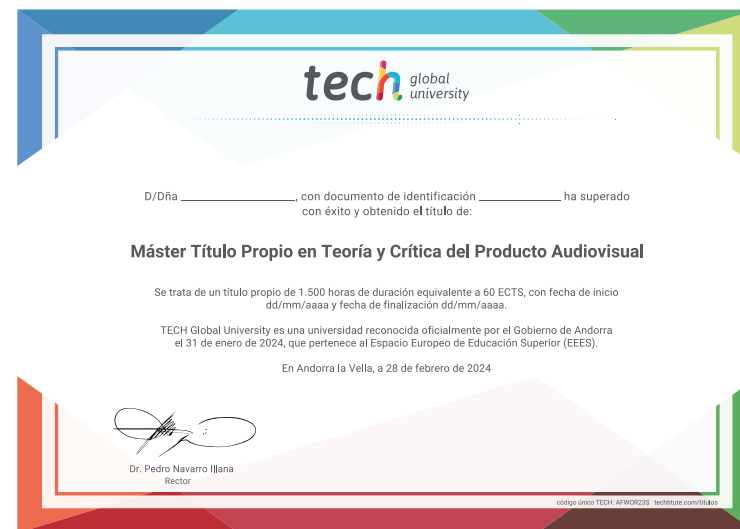 tech global university
D/Dña ____________________, con documento de identificación ______________ ha superado
con éxito y obtenido el título de:
Máster Título Propio en Teoría y Crítica del Producto Audiovisual
Se trata de un título propio de 1.500 horas de duración equivalente a 60 ECTS, con fecha de inicio
dd/mm/aaaa y fecha de finalización dd/mm/aaaa.
TECH Global University es una universidad reconocida oficialmente por el Gobierno de Andorra
el 31 de enero de 2024, que pertenece al Espacio Europeo de Educación Superior (EEES).
En Andorra la Vella, a 28 de febrero de 2024
Dr. Pedro Navarro Illana
Rector
código único TECH: AFWOR23S techtitute.com/titulos